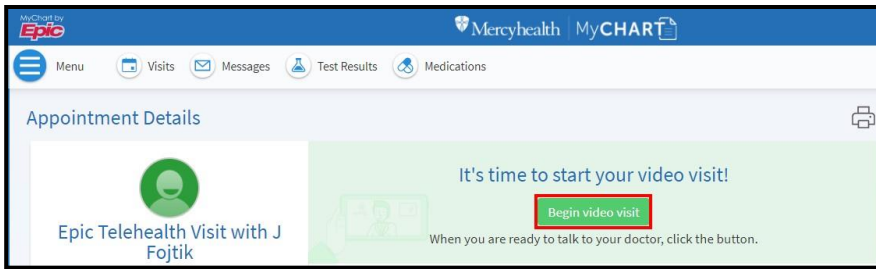 MyChart by
Epic
Mercyhealth MyCHART
Menu Visits Messages Test Results Medications
Appointment Details
It's time to start your video visit!
Begin video visit
When you are ready to talk to your doctor, click the button.
Epic Telehealth Visit with J
Fojtik